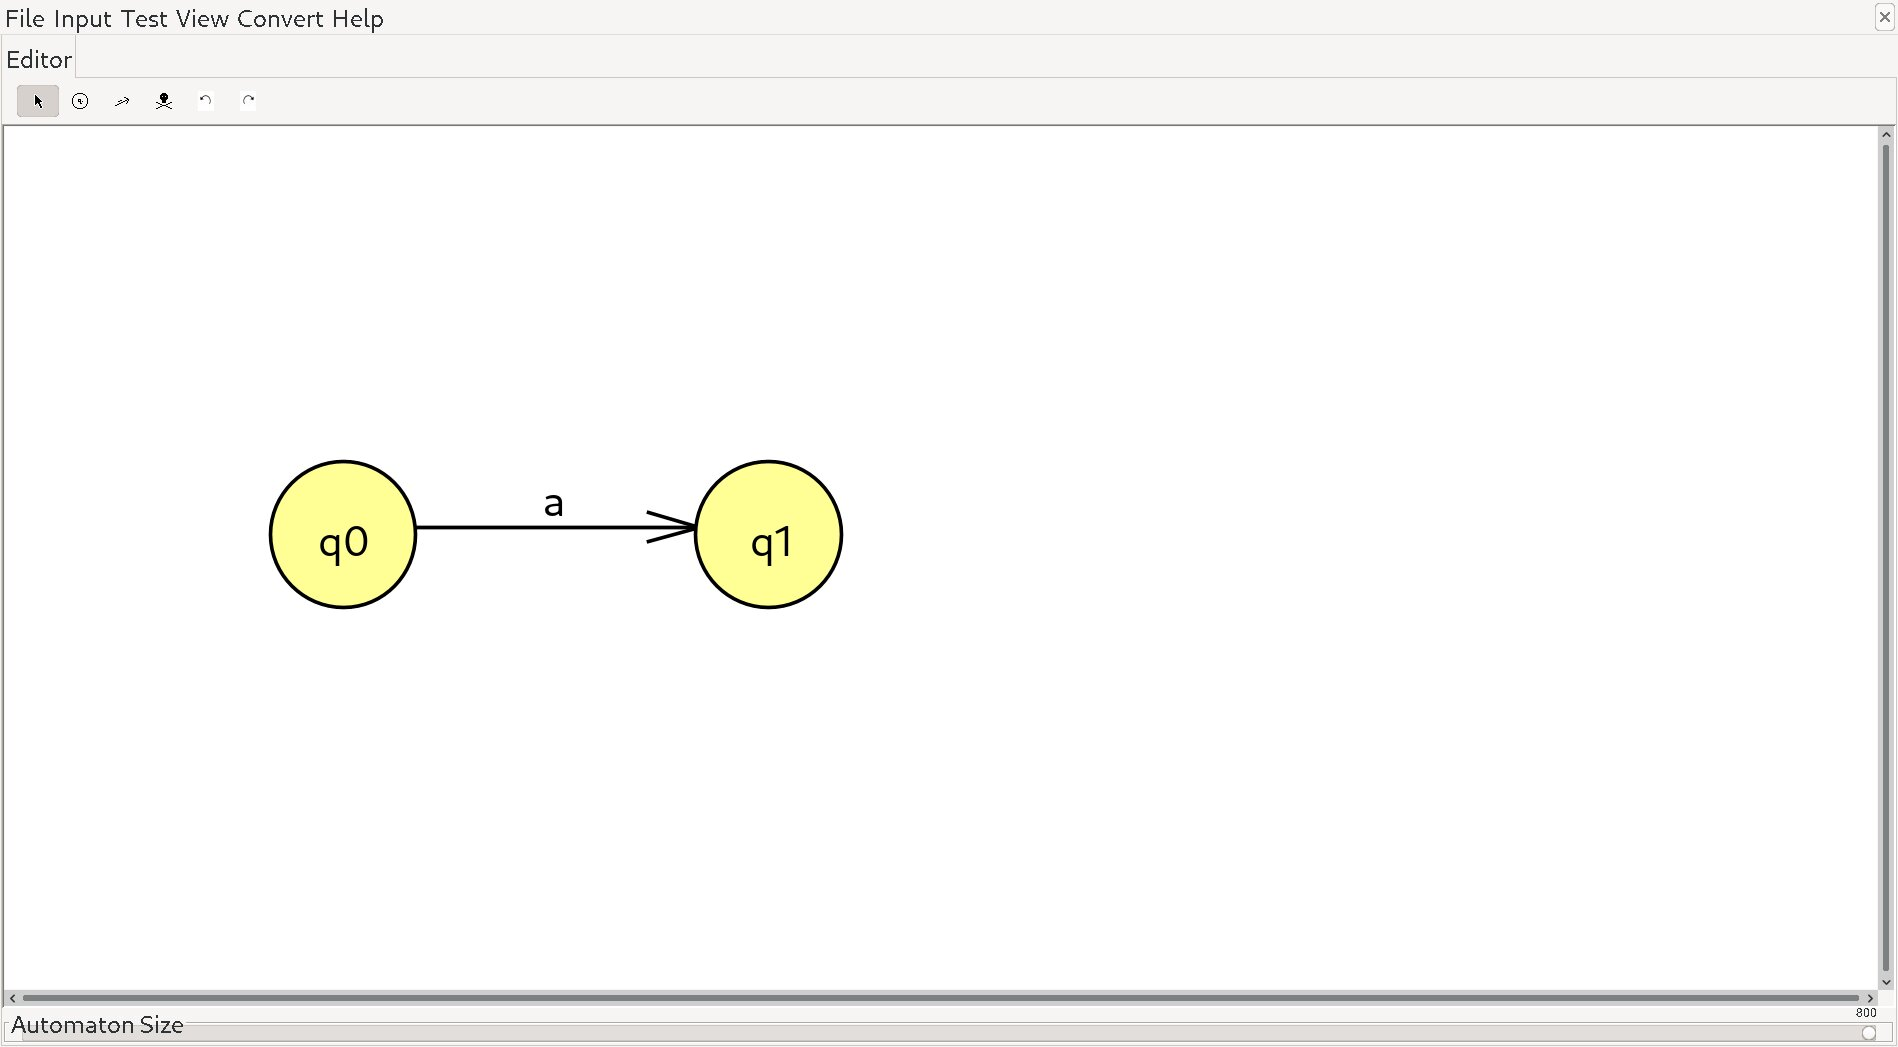 File Input Test View Convert Help
Editor
a
q0 q1
800
Automaton Size